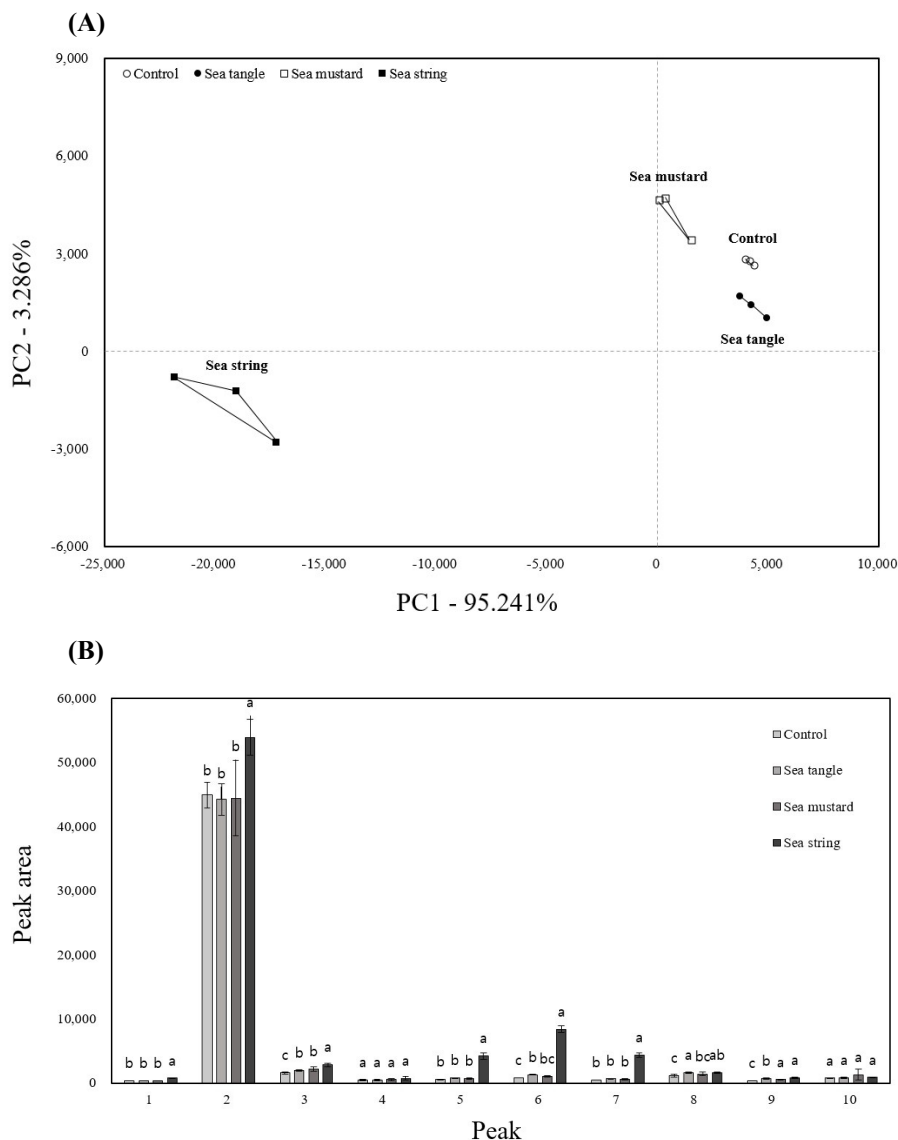 (A)
9,000
Control Sea tangle Sea mustard Sea string
6,000
Sea mustard
3,000
Control
PC2 - 3.286%
Sea tangle
0
Sea string
-3,000
-6,000
-25,000 -20,000 -15,000 -10,000 -5,000 0 5,000 10,000
PC1 - 95.241%
(B)
60,000
a
Control
b b b
50,000
Sea tangle
40,000
Sea mustard
Sea string
30,000
Peak area
20,000
10,000
b b b a c b b a a a a a b b b a c b bc a b b b a c a bc ab c b a a a a a a
0
1 2 3 4 5 6 7 8 9 10
Peak